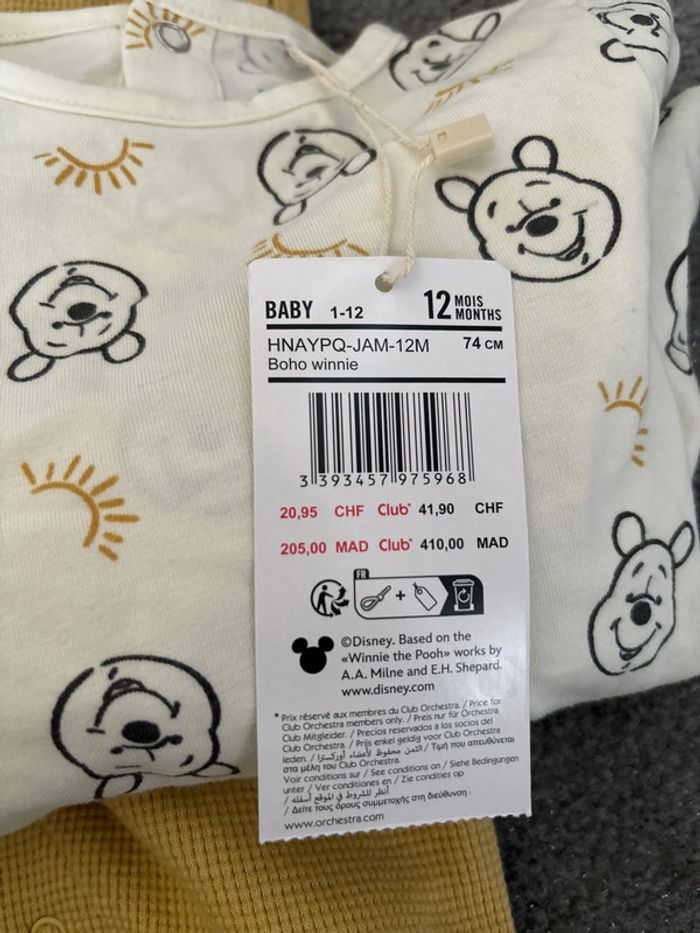 BABY 1-12 12 MOIS MONTHS
HNAYPQ-JAM-12M 74 CM
Boho winnie
3 393457 975968
20,95 CHF Club* 41,90 CHF
205,00 MAD Club* 410,00 MAD
FR
+
©Disney. Based on the
«Winnie the Pooh» works by
A.A. Milne and E.H. Shepard.
www.disney.com
* Prix réservé aux membres du Club Orchestra. / Price for
Club Orchestra members only. / Preis nur für Orchestra
Club Mitglieder. / Precios reservados a los socios del
Club Orchestra. / Prijs enkel geldig voor Club Orchestra
leden. / الثمن محفوظ لأعضاء أوركسترا / Τιμή που απευθύνεται
στα μέλη του Club Orchestra.
Voir conditions sur / See conditions on / Siehe Bedingungen
unter / Ver conditiones en / Zie condities op
/ أنظر للشروط في الموقع أسفله
/ Δείτε τους όρους συμμετοχής στη διεύθυνση :
www.orchestra.com